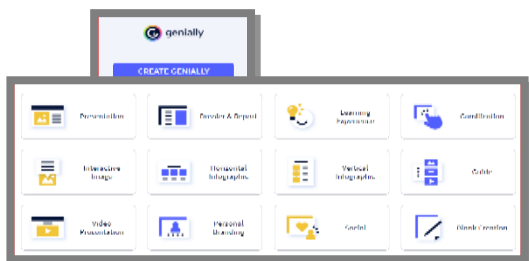 genially
CREATE GENIALLY
Presentation
Dossier & Report
Learning
Experience
Gamification
Interactive
Image
Horizontal
Infographic
Vertical
Infographic
Guide
Video
Presentation
Personal
Branding
Social
Blank Creation